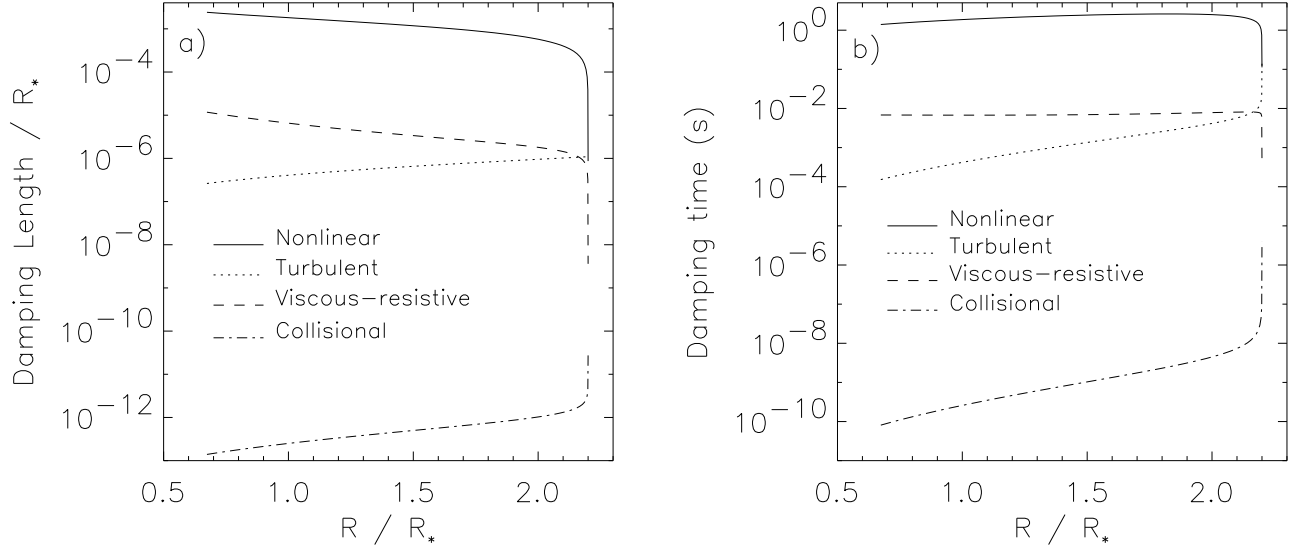 a)
Damping Length / R*
10^-4
10^-6
10^-8
10^-10
10^-12
Nonlinear
Turbulent
Viscous-resistive
Collisional
0.5 1.0 1.5 2.0
R / R*
b)
Damping time (s)
10^0
10^-2
10^-4
10^-6
10^-8
10^-10
Nonlinear
Turbulent
Viscous-resistive
Collisional
0.5 1.0 1.5 2.0
R / R*